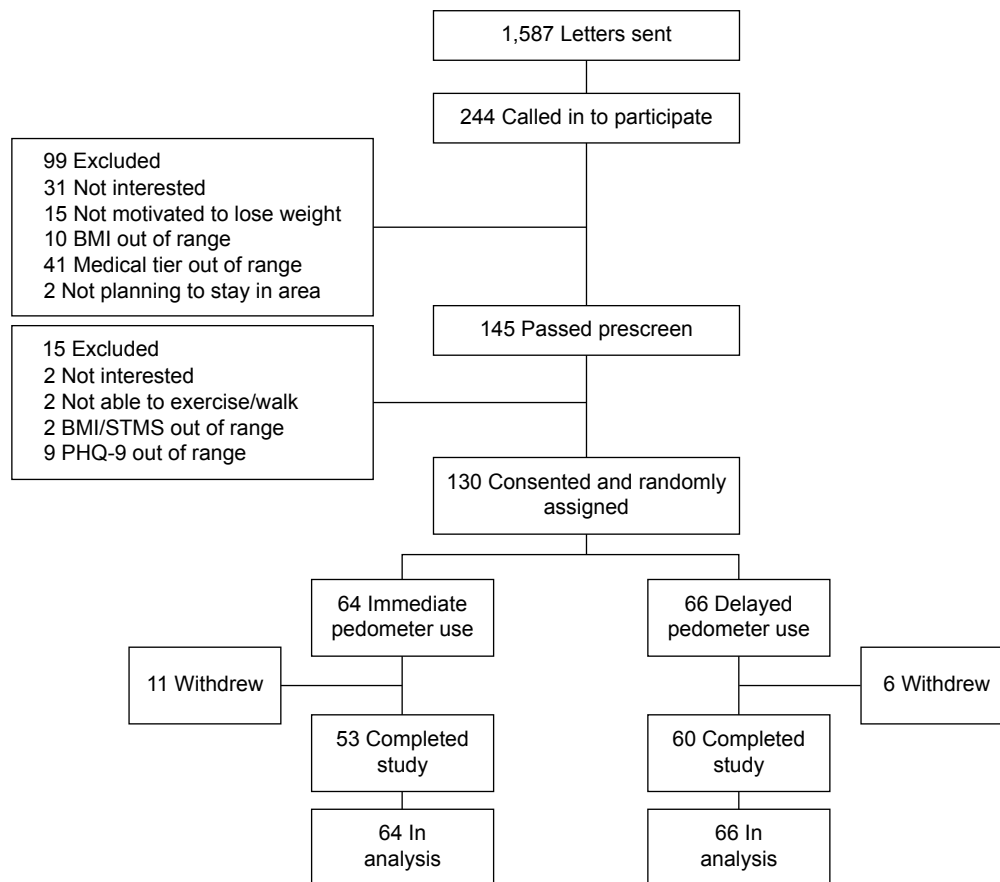 1,587 Letters sent
244 Called in to participate
99 Excluded
31 Not interested
15 Not motivated to lose weight
10 BMI out of range
41 Medical tier out of range
2 Not planning to stay in area
145 Passed prescreen
15 Excluded
2 Not interested
2 Not able to exercise/walk
2 BMI/STMS out of range
9 PHQ-9 out of range
130 Consented and randomly
assigned
64 Immediate
pedometer use
66 Delayed
pedometer use
11 Withdrew
6 Withdrew
53 Completed
study
60 Completed
study
64 In
analysis
66 In
analysis